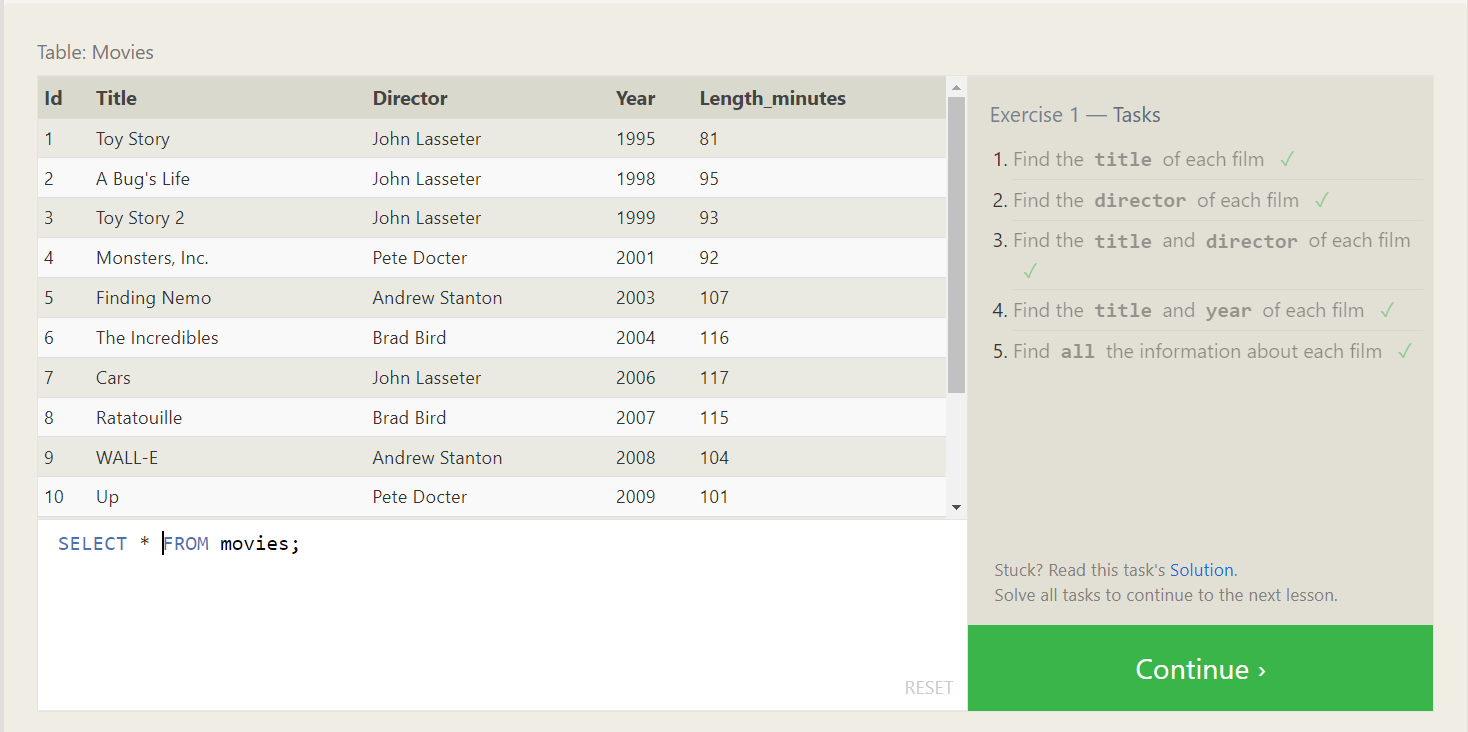 Table: Movies
Id Title Director Year Length_minutes
1 Toy Story John Lasseter 1995 81
2 A Bug's Life John Lasseter 1998 95
3 Toy Story 2 John Lasseter 1999 93
4 Monsters, Inc. Pete Docter 2001 92
5 Finding Nemo Andrew Stanton 2003 107
6 The Incredibles Brad Bird 2004 116
7 Cars John Lasseter 2006 117
8 Ratatouille Brad Bird 2007 115
9 WALL-E Andrew Stanton 2008 104
10 Up Pete Docter 2009 101
SELECT * FROM movies;
RESET
Exercise 1 — Tasks
1. Find the title of each film ✓
2. Find the director of each film ✓
3. Find the title and director of each film
✓
4. Find the title and year of each film ✓
5. Find all the information about each film ✓
Stuck? Read this task's Solution.
Solve all tasks to continue to the next lesson.
Continue ›